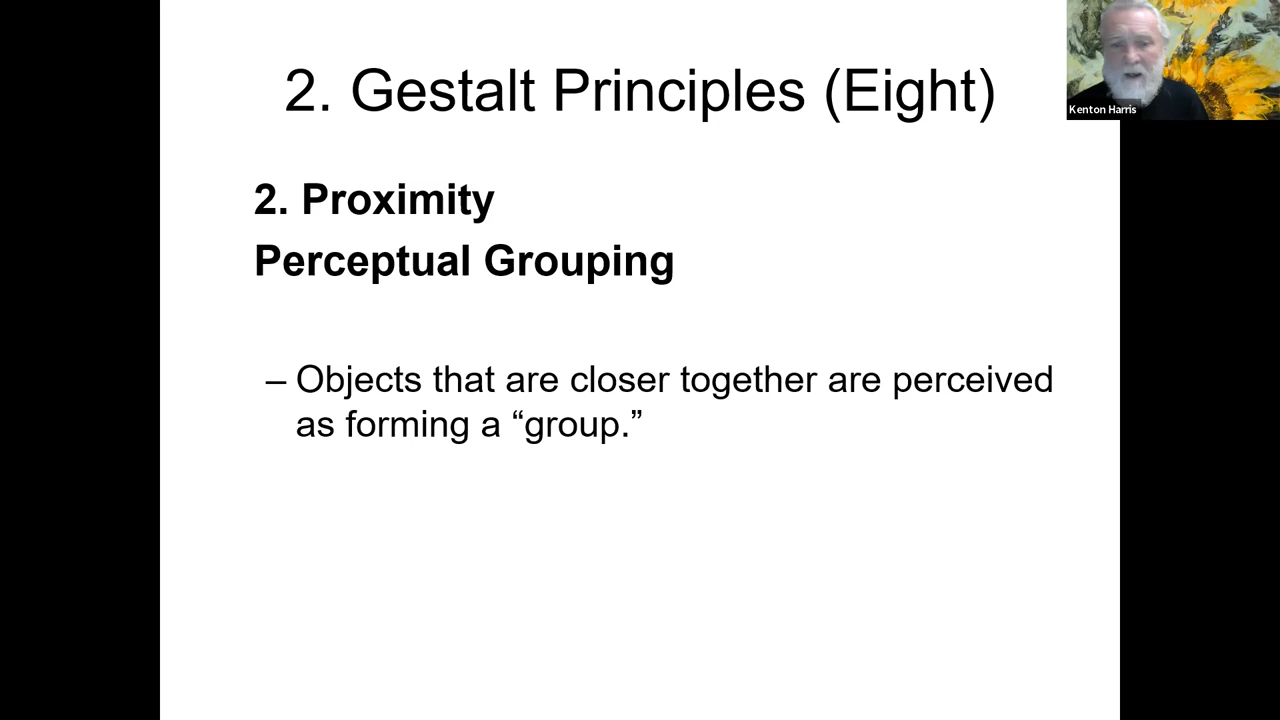 2. Gestalt Principles (Eight)
Kenton Harris
2. Proximity
Perceptual Grouping
– Objects that are closer together are perceived
as forming a “group.”